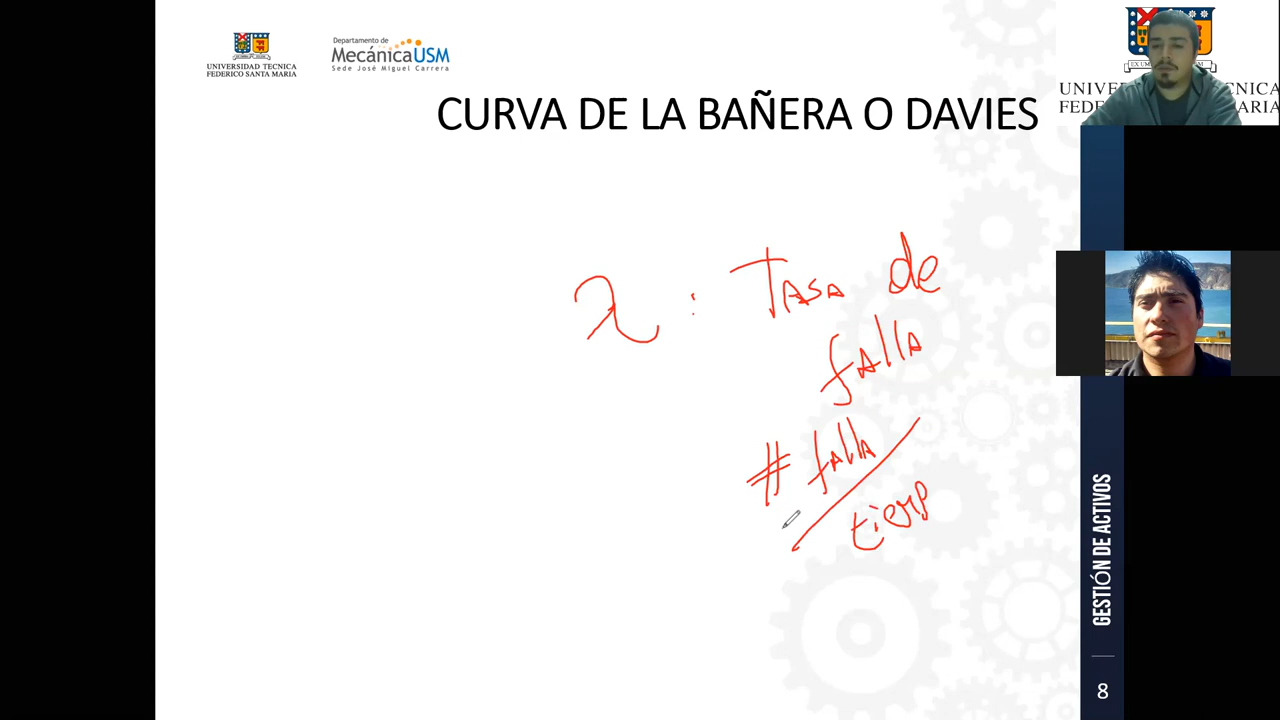 UNIVERSIDAD TECNICA
FEDERICO SANTA MARIA
Departamento de
MecánicaUSM
Sede José Miguel Carrera
CURVA DE LA BAÑERA O DAVIES
λ : Tasa de
falla
# falla
tiemp
GESTIÓN DE ACTIVOS
8